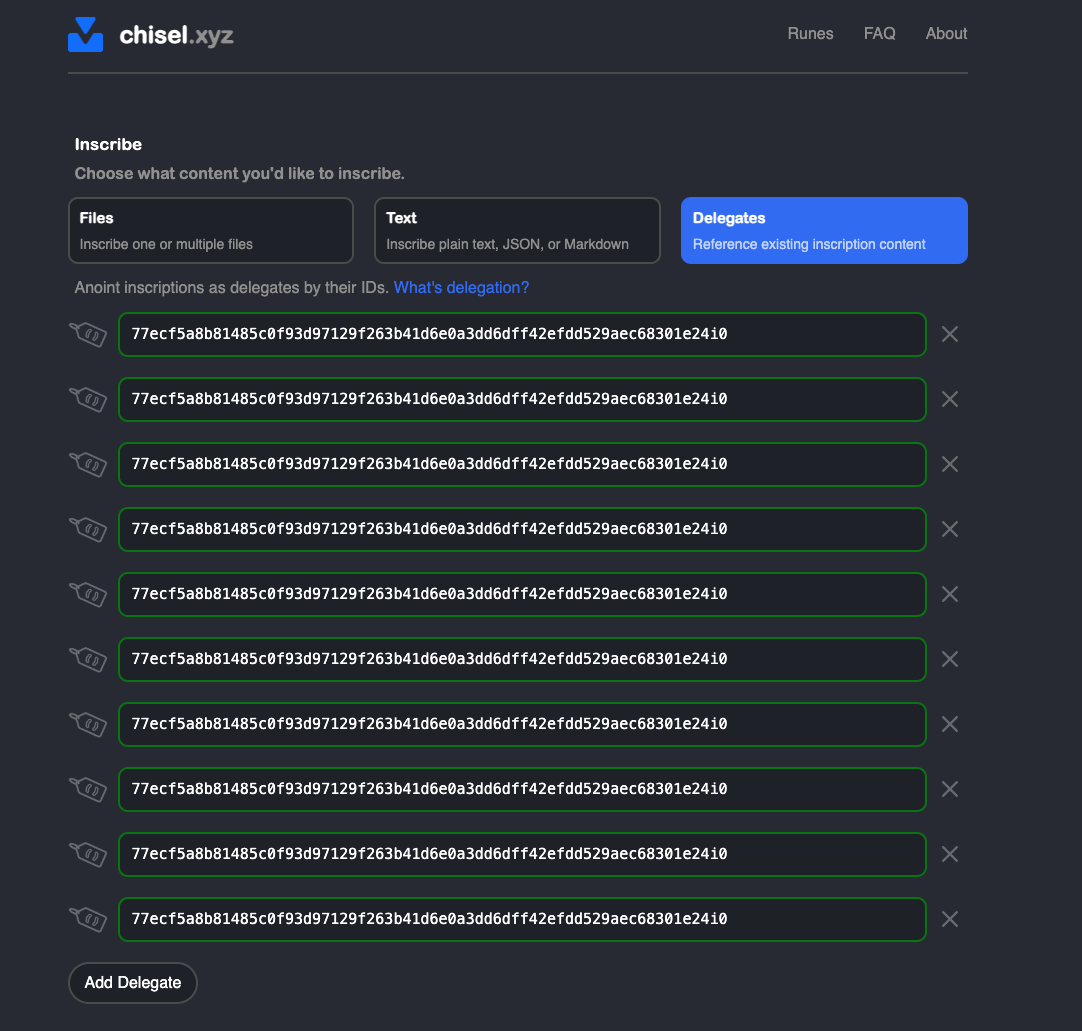 chisel.xyz
Runes FAQ About
Inscribe
Choose what content you'd like to inscribe.
Files
Inscribe one or multiple files
Text
Inscribe plain text, JSON, or Markdown
Delegates
Reference existing inscription content
Anoint inscriptions as delegates by their IDs. What's delegation?
77ecf5a8b81485c0f93d97129f263b41d6e0a3dd6dff42efdd529aec68301e24i0
77ecf5a8b81485c0f93d97129f263b41d6e0a3dd6dff42efdd529aec68301e24i0
77ecf5a8b81485c0f93d97129f263b41d6e0a3dd6dff42efdd529aec68301e24i0
77ecf5a8b81485c0f93d97129f263b41d6e0a3dd6dff42efdd529aec68301e24i0
77ecf5a8b81485c0f93d97129f263b41d6e0a3dd6dff42efdd529aec68301e24i0
77ecf5a8b81485c0f93d97129f263b41d6e0a3dd6dff42efdd529aec68301e24i0
77ecf5a8b81485c0f93d97129f263b41d6e0a3dd6dff42efdd529aec68301e24i0
77ecf5a8b81485c0f93d97129f263b41d6e0a3dd6dff42efdd529aec68301e24i0
77ecf5a8b81485c0f93d97129f263b41d6e0a3dd6dff42efdd529aec68301e24i0
77ecf5a8b81485c0f93d97129f263b41d6e0a3dd6dff42efdd529aec68301e24i0
Add Delegate